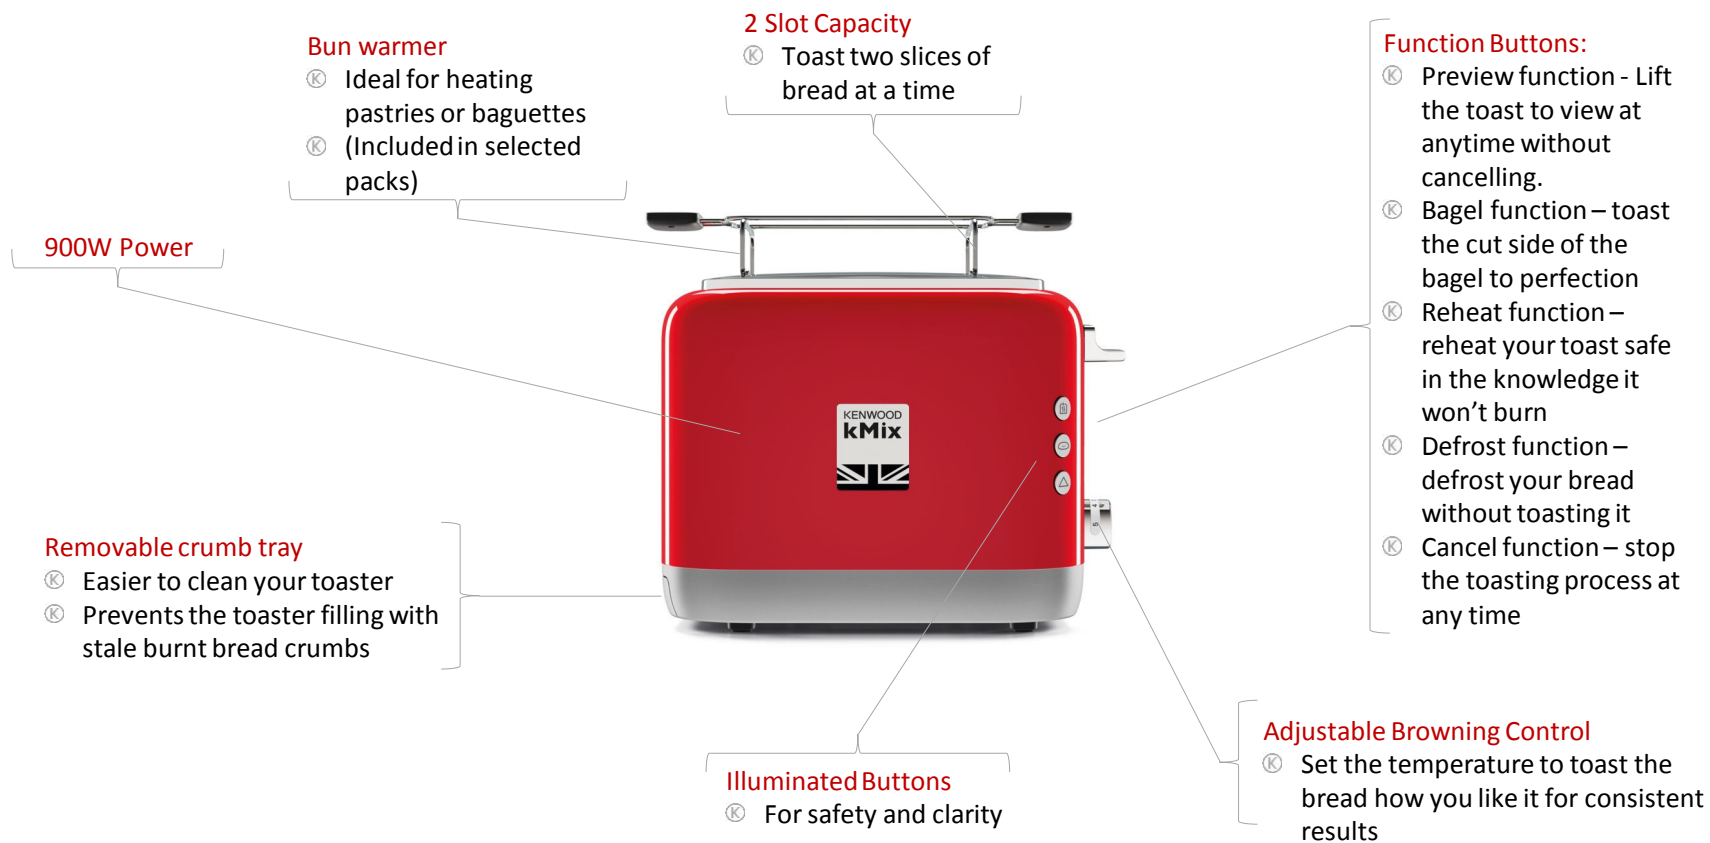 2 Slot Capacity
Toast two slices of
bread at a time
Bun warmer
Ideal for heating
pastries or baguettes
(Included in selected
packs)
900W Power
Function Buttons:
Preview function - Lift
the toast to view at
anytime without
cancelling.
Bagel function – toast
the cut side of the
bagel to perfection
Reheat function –
reheat your toast safe
in the knowledge it
won’t burn
Defrost function –
defrost your bread
without toasting it
Cancel function – stop
the toasting process at
any time
KENWOOD
kMix
4
5
Removable crumb tray
Easier to clean your toaster
Prevents the toaster filling with
stale burnt bread crumbs
Illuminated Buttons
For safety and clarity
Adjustable Browning Control
Set the temperature to toast the
bread how you like it for consistent
results